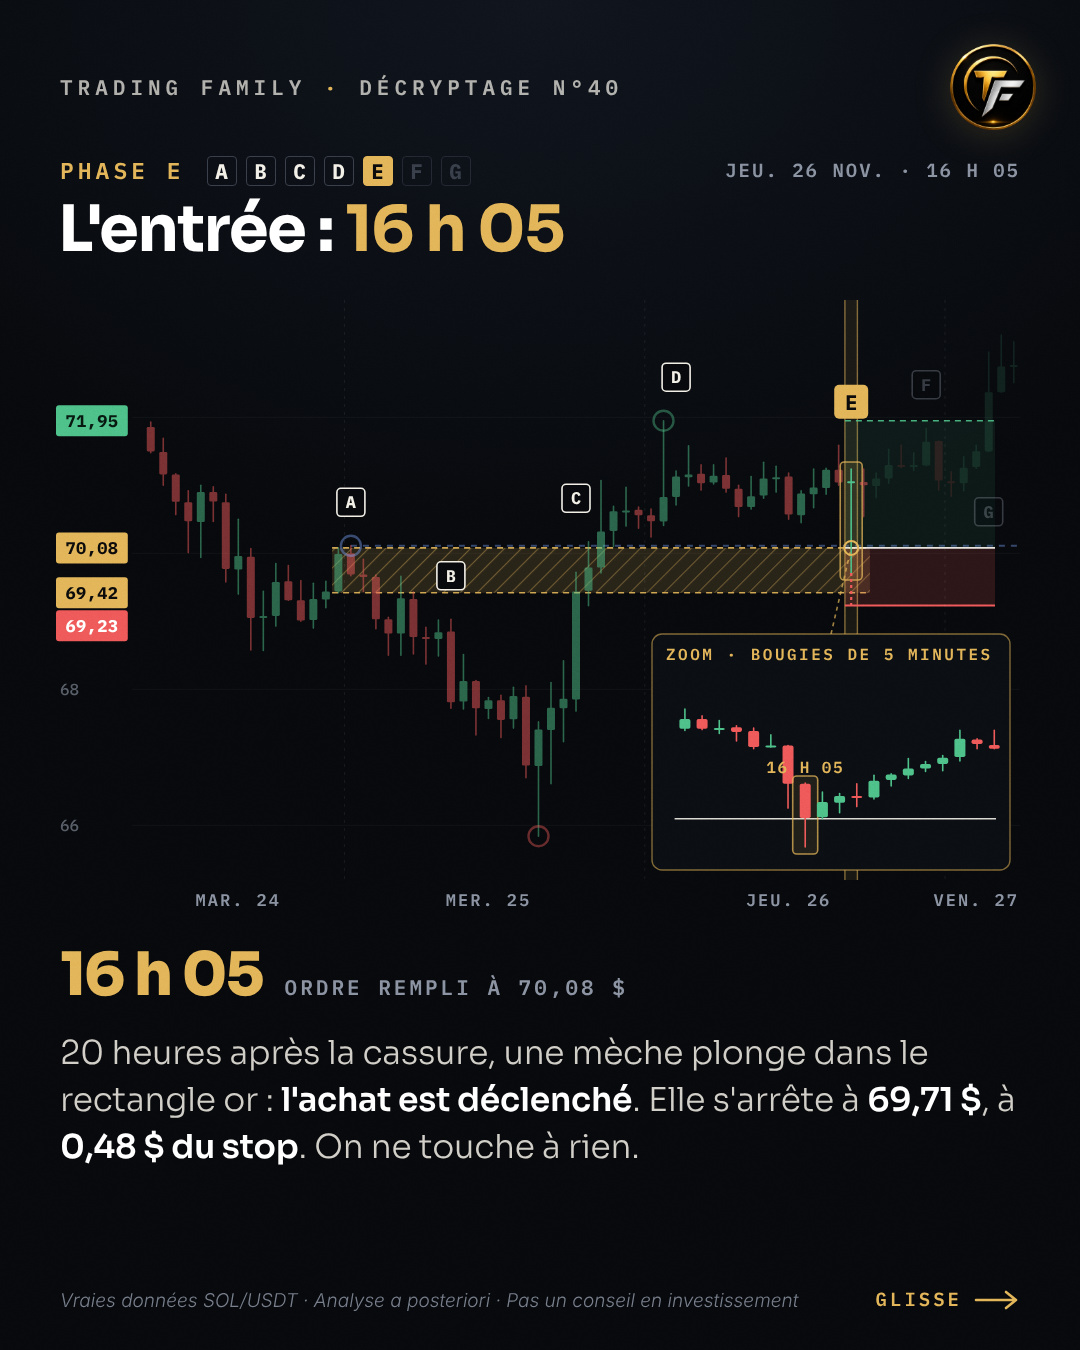 TRADING FAMILY · DÉCRYPTAGE N°40
TF
PHASE E A B C D E F G
JEU. 26 NOV. · 16 H 05
L'entrée : 16 h 05
D
F
E
71,95
A
C
G
70,08
B
69,42
69,23
ZOOM · BOUGIES DE 5 MINUTES
68
16 H 05
66
MAR. 24 MER. 25 JEU. 26 VEN. 27
16 h 05 ORDRE REMPLI À 70,08 $
20 heures après la cassure, une mèche plonge dans le
rectangle or : l'achat est déclenché. Elle s'arrête à 69,71 $, à
0,48 $ du stop. On ne touche à rien.
Vraies données SOL/USDT · Analyse a posteriori · Pas un conseil en investissement
GLISSE →